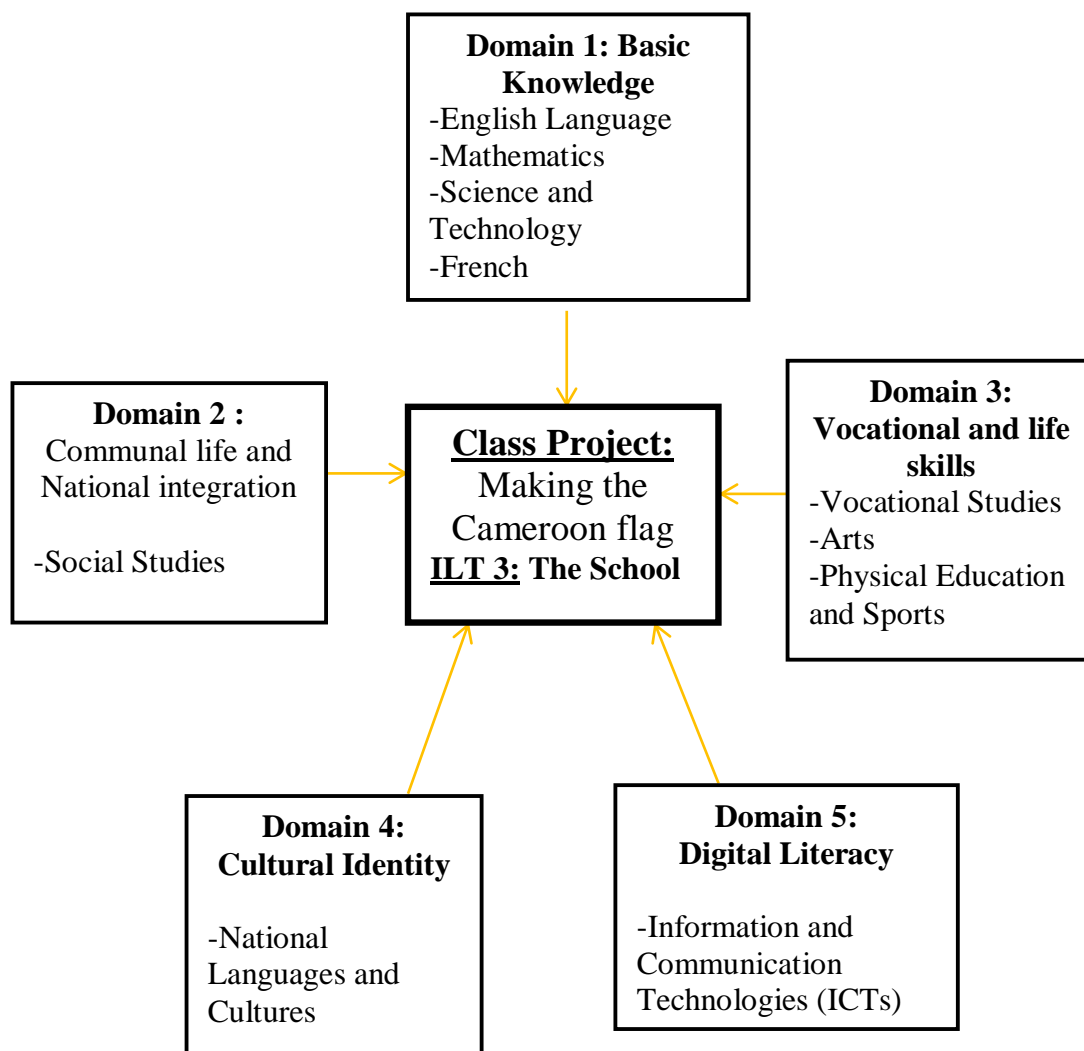 Domain 1: Basic
Knowledge
-English Language
-Mathematics
-Science and
Technology
-French
Domain 2 :
Communal life and
National integration
-Social Studies
Class Project:
Making the
Cameroon flag
ILT 3: The School
Domain 3:
Vocational and life
skills
-Vocational Studies
-Arts
-Physical Education
and Sports
Domain 4:
Cultural Identity
-National
Languages and
Cultures
Domain 5:
Digital Literacy
-Information and
Communication
Technologies (ICTs)